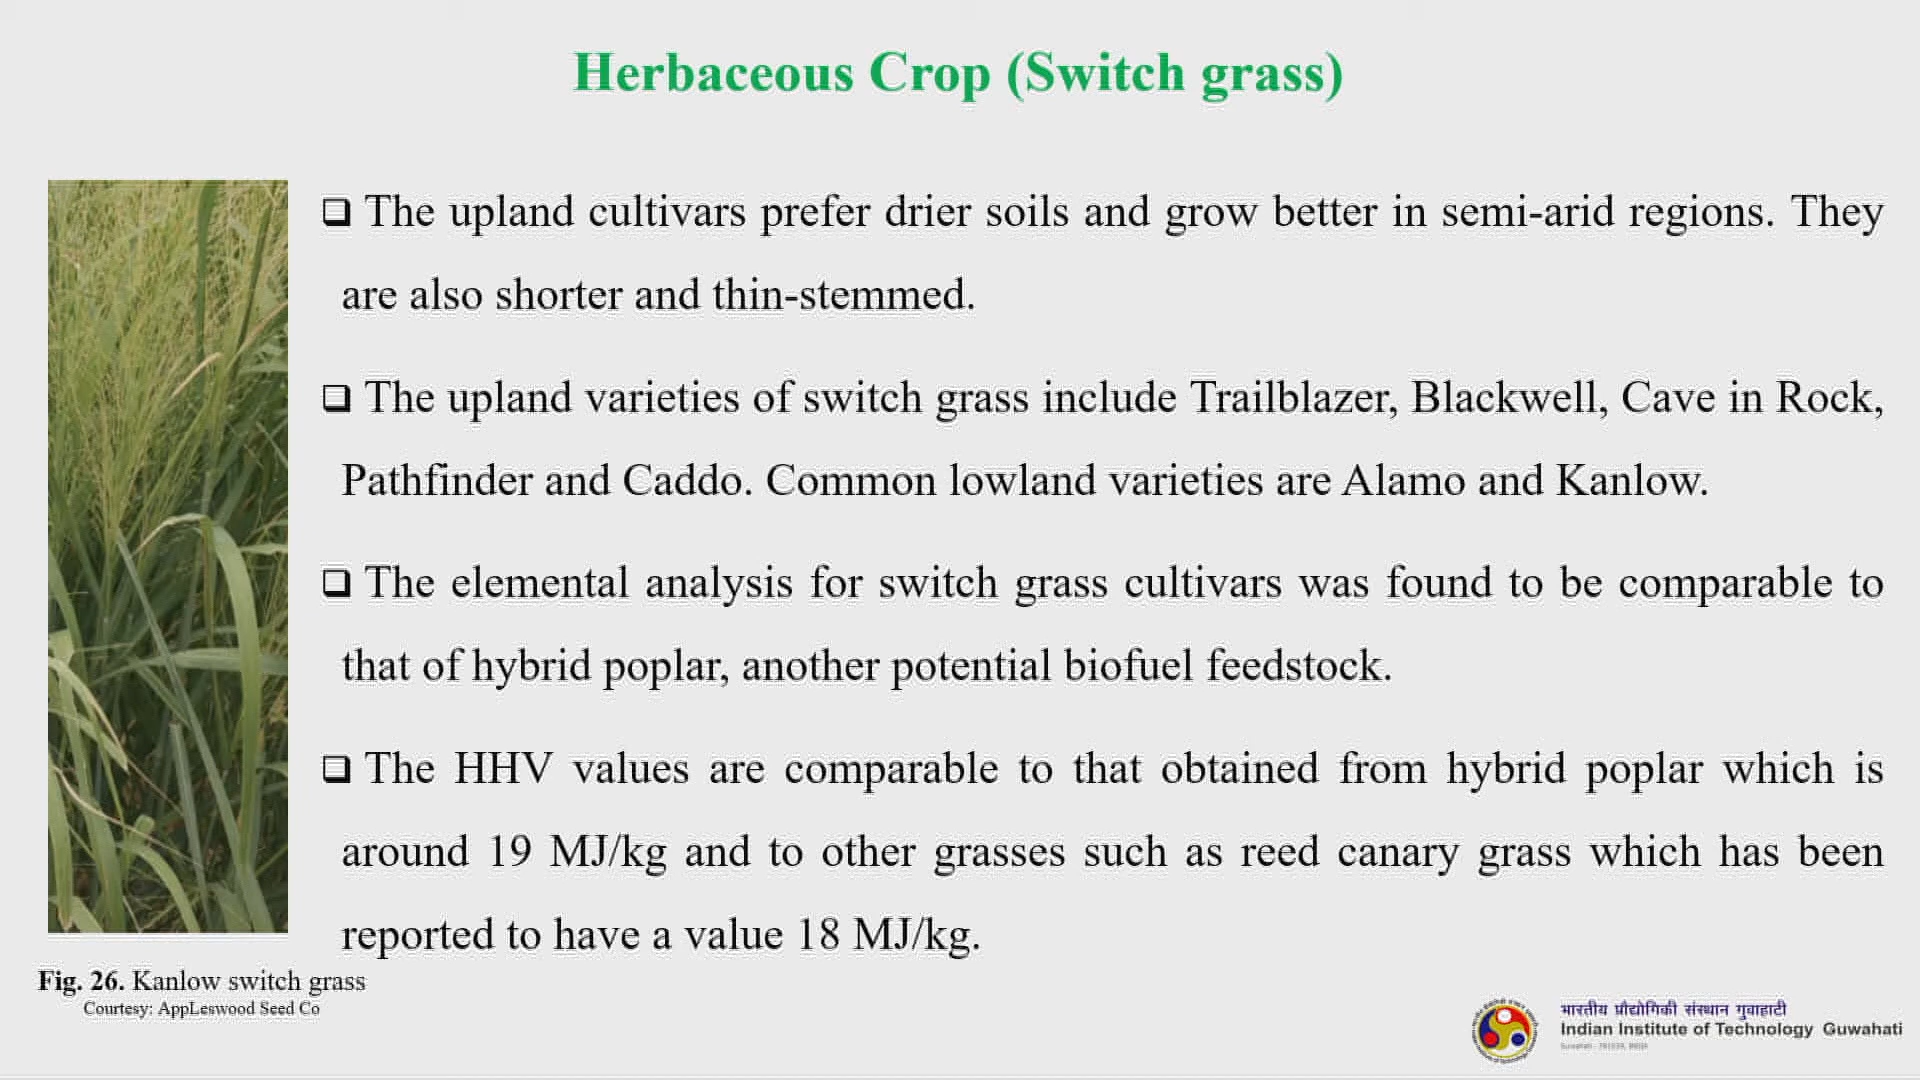 Herbaceous Crop (Switch grass)
The upland cultivars prefer drier soils and grow better in semi-arid regions. They
are also shorter and thin-stemmed.
The upland varieties of switch grass include Trailblazer, Blackwell, Cave in Rock,
Pathfinder and Caddo. Common lowland varieties are Alamo and Kanlow.
The elemental analysis for switch grass cultivars was found to be comparable to
that of hybrid poplar, another potential biofuel feedstock.
The HHV values are comparable to that obtained from hybrid poplar which is
around 19 MJ/kg and to other grasses such as reed canary grass which has been
reported to have a value 18 MJ/kg.
Fig. 26. Kanlow switch grass
Courtesy: AppLeswood Seed Co
भारतीय प्रौद्योगिकी संस्थान गुवाहाटी
Indian Institute of Technology Guwahati